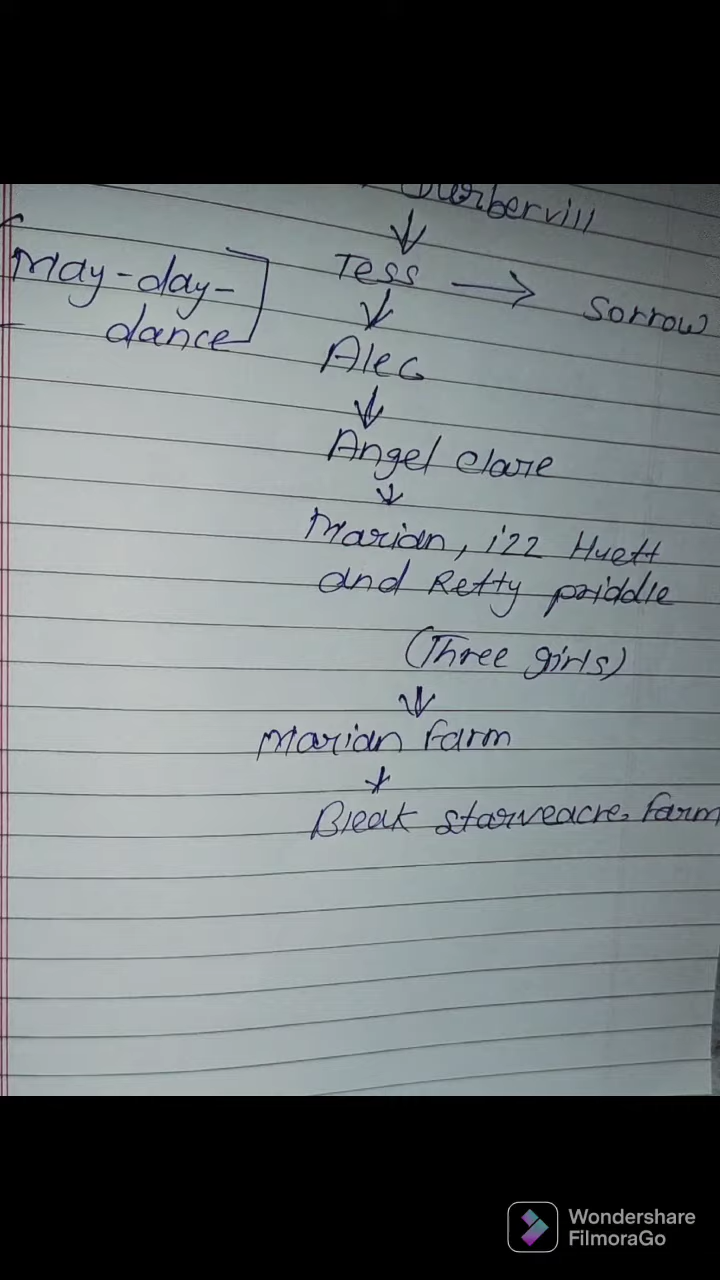 Durbervill
May-day-
dance
Tess → Sorrow
Alec
Angel Clare
Marian, izz Huett
and Retty priddle
(Three girls)
Marian Farm
Bleak starveacre. Farm
Wondershare
FilmoraGo